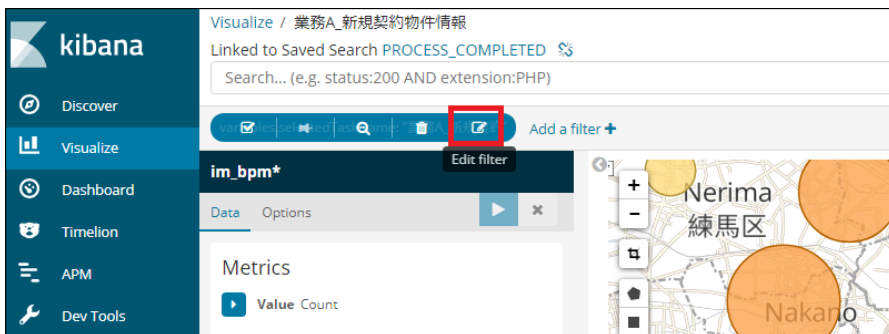 Visualize / 業務A_新規契約物件情報
kibana
Linked to Saved Search PROCESS_COMPLETED
Search... (e.g. status:200 AND extension:PHP)
Discover
Add a filter +
Visualize
Edit filter
im_bpm*
Dashboard
Data Options
Timelion
APM
Metrics
Value Count
Dev Tools
+
−
Nerima
練馬区
Nakano